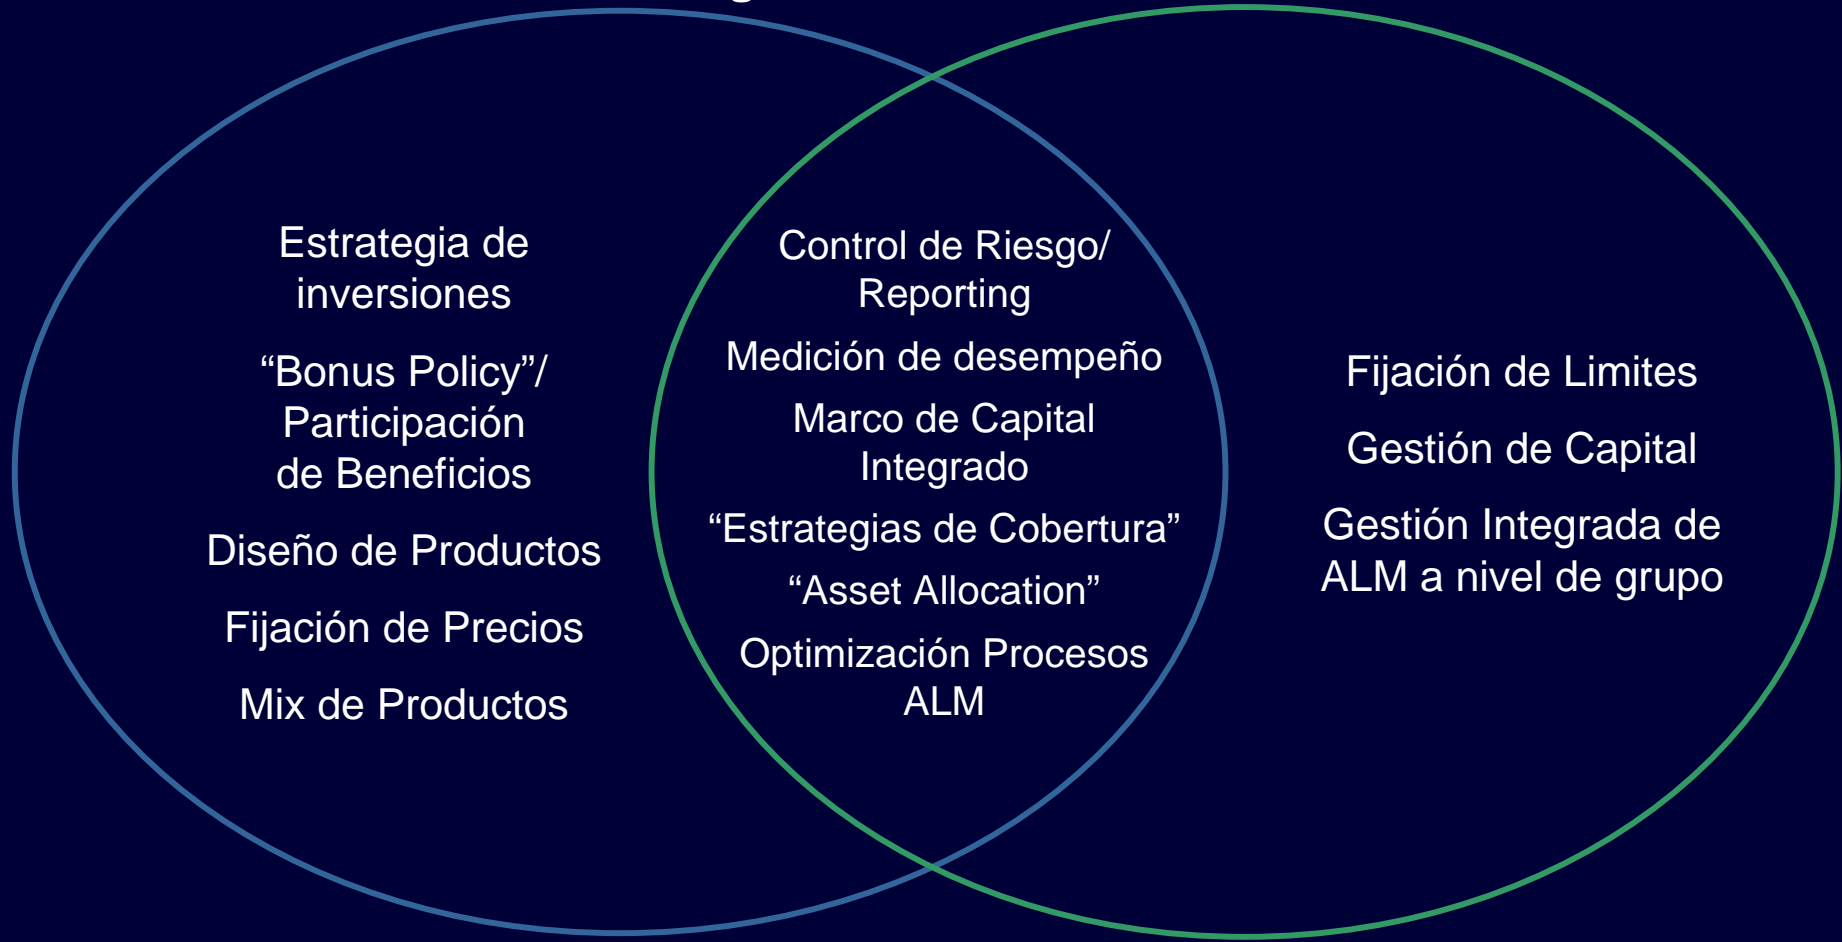 Estrategia de
inversiones
“Bonus Policy”/
Participación
de Beneficios
Diseño de Productos
Fijación de Precios
Mix de Productos
Control de Riesgo/
Reporting
Medición de desempeño
Marco de Capital
Integrado
“Estrategias de Cobertura”
“Asset Allocation”
Optimización Procesos
ALM
Fijación de Limites
Gestión de Capital
Gestión Integrada de
ALM a nivel de grupo